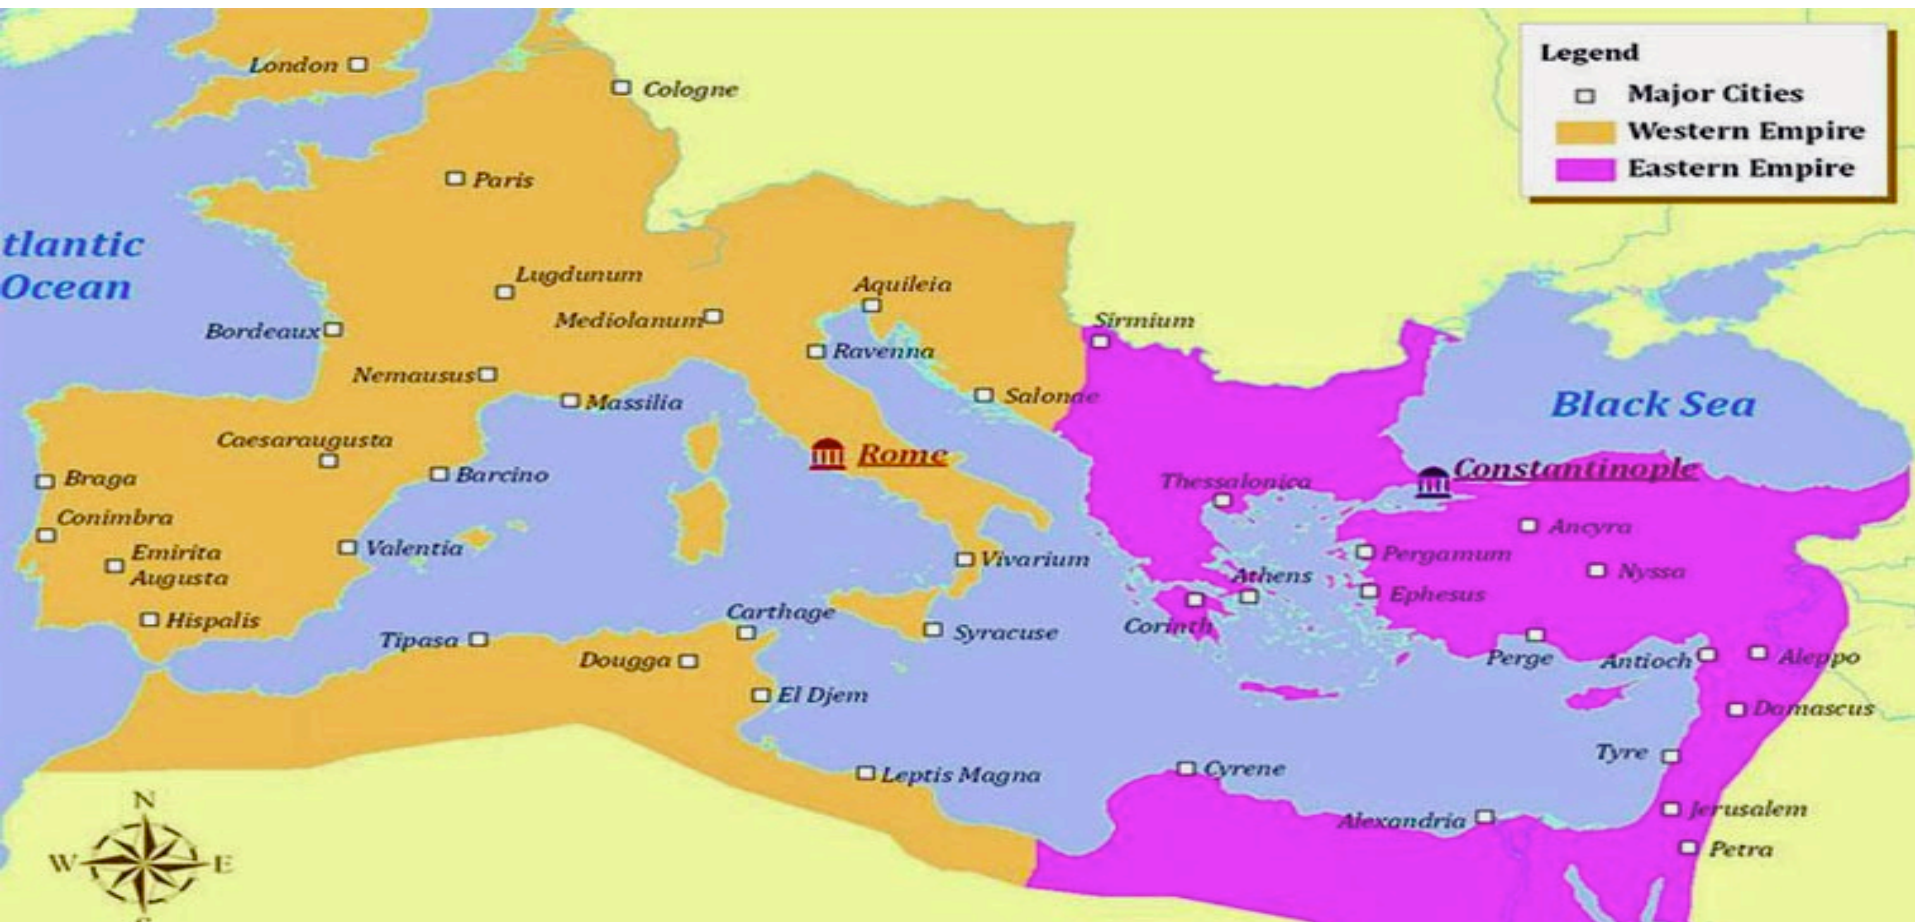 Legend
Major Cities
Western Empire
Eastern Empire
London
Cologne
Paris
tlantic
Ocean
Lugdunum
Aquileia
Mediolanum
Bordeaux
Sirmium
Ravenna
Nemausus
Massilia
Salonae
Black Sea
Caesaraugusta
Rome
Braga
Barcino
Constantinople
Thessalonica
Conimbra
Ancyra
Emirita
Augusta
Valentia
Vivarium
Pergamum
Athens
Nyssa
Ephesus
Hispalis
Carthage
Corinth
Syracuse
Tipasa
Dougga
Perge
Antioch
Aleppo
El Djem
Damascus
Tyre
Leptis Magna
Cyrene
N
Jerusalem
Alexandria
Petra
W
E